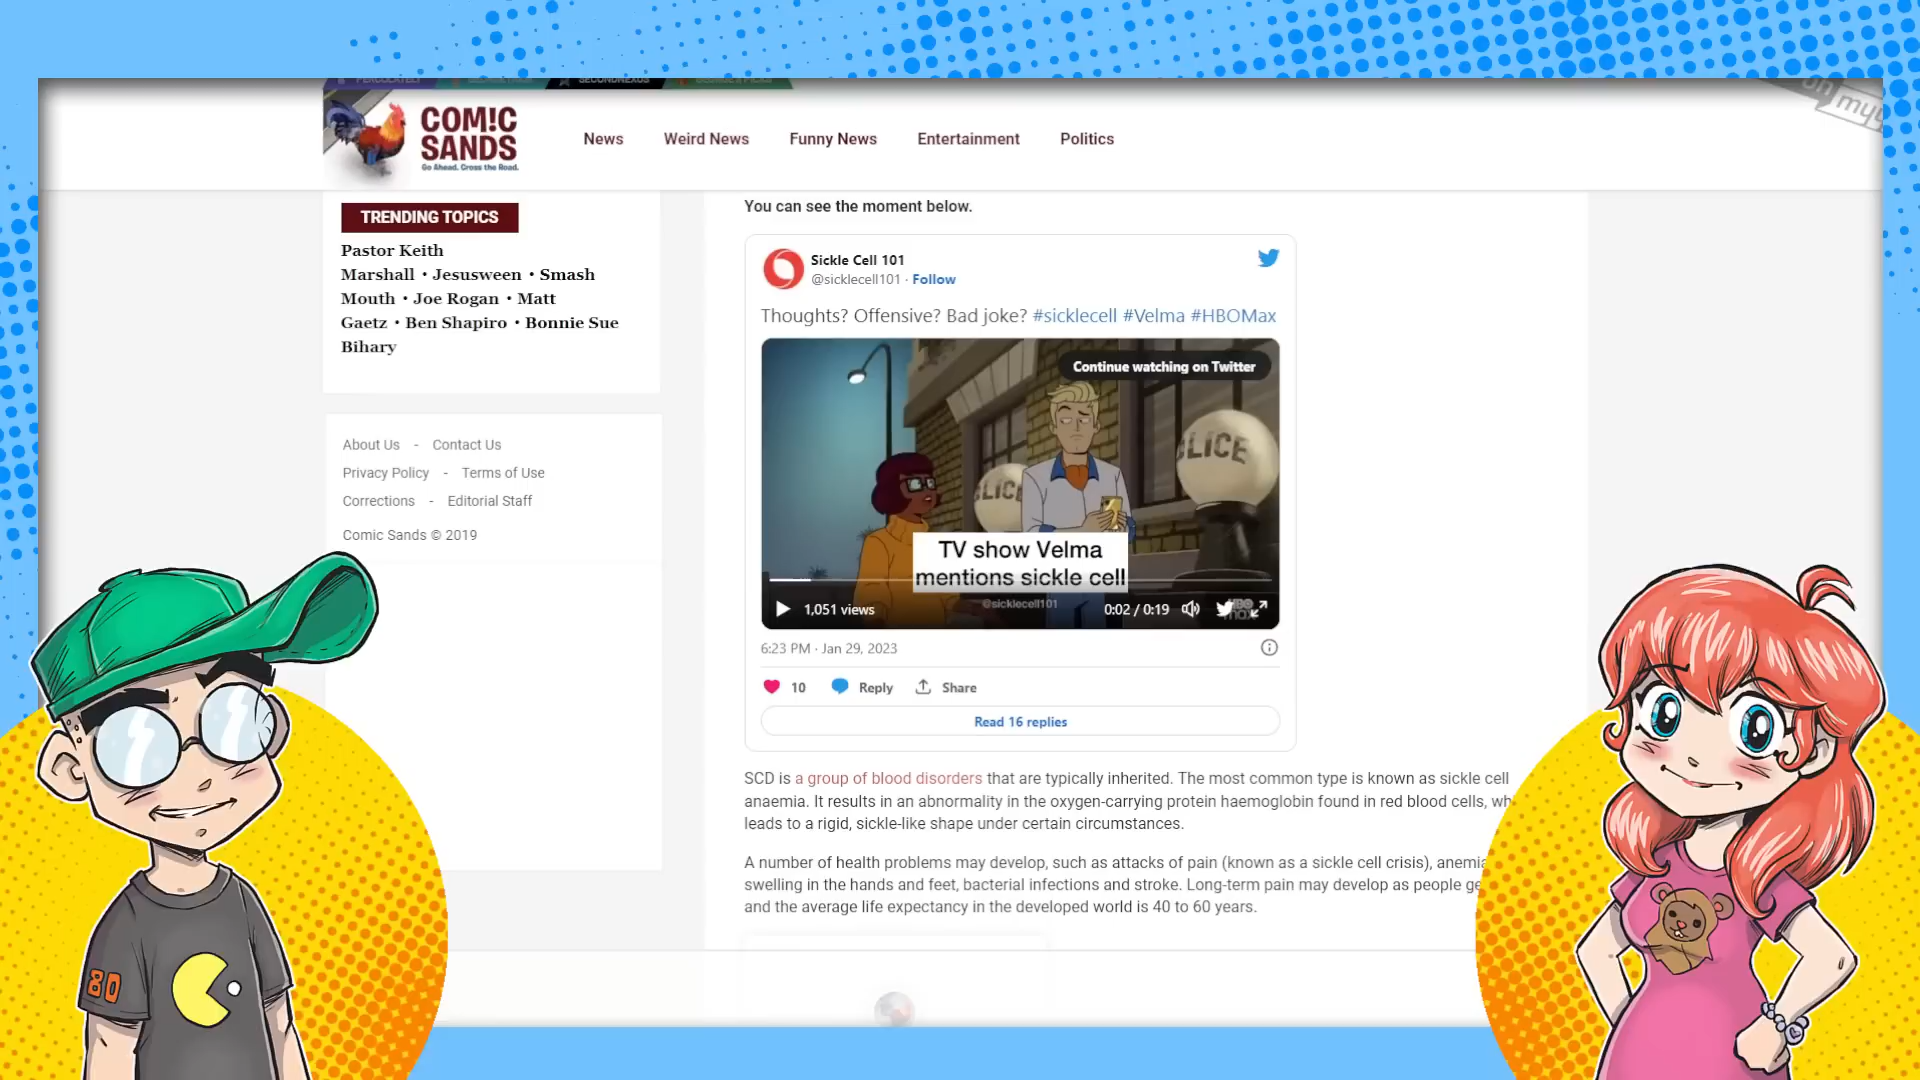 SECONDNEXUS
COM!C
SANDS
Go Ahead. Cross the Road.
News
Weird News
Funny News
Entertainment
Politics
TRENDING TOPICS
Pastor Keith
Marshall • Jesusween • Smash
Mouth • Joe Rogan • Matt
Gaetz • Ben Shapiro • Bonnie Sue
Bihary
About Us - Contact Us
Privacy Policy - Terms of Use
Corrections - Editorial Staff
Comic Sands © 2019
You can see the moment below.
Sickle Cell 101
@sicklecell101 · Follow
Thoughts? Offensive? Bad joke? #sicklecell #Velma #HBOMax
Continue watching on Twitter
LICE
LICE
TV show Velma
mentions sickle cell
@sicklecell101
1,051 views
0:02 / 0:19
HBO
max
6:23 PM · Jan 29, 2023
10
Reply
Share
Read 16 replies
SCD is a group of blood disorders that are typically inherited. The most common type is known as sickle cell
anaemia. It results in an abnormality in the oxygen-carrying protein haemoglobin found in red blood cells, wh
leads to a rigid, sickle-like shape under certain circumstances.
A number of health problems may develop, such as attacks of pain (known as a sickle cell crisis), anemia
swelling in the hands and feet, bacterial infections and stroke. Long-term pain may develop as people ge
and the average life expectancy in the developed world is 40 to 60 years.
80